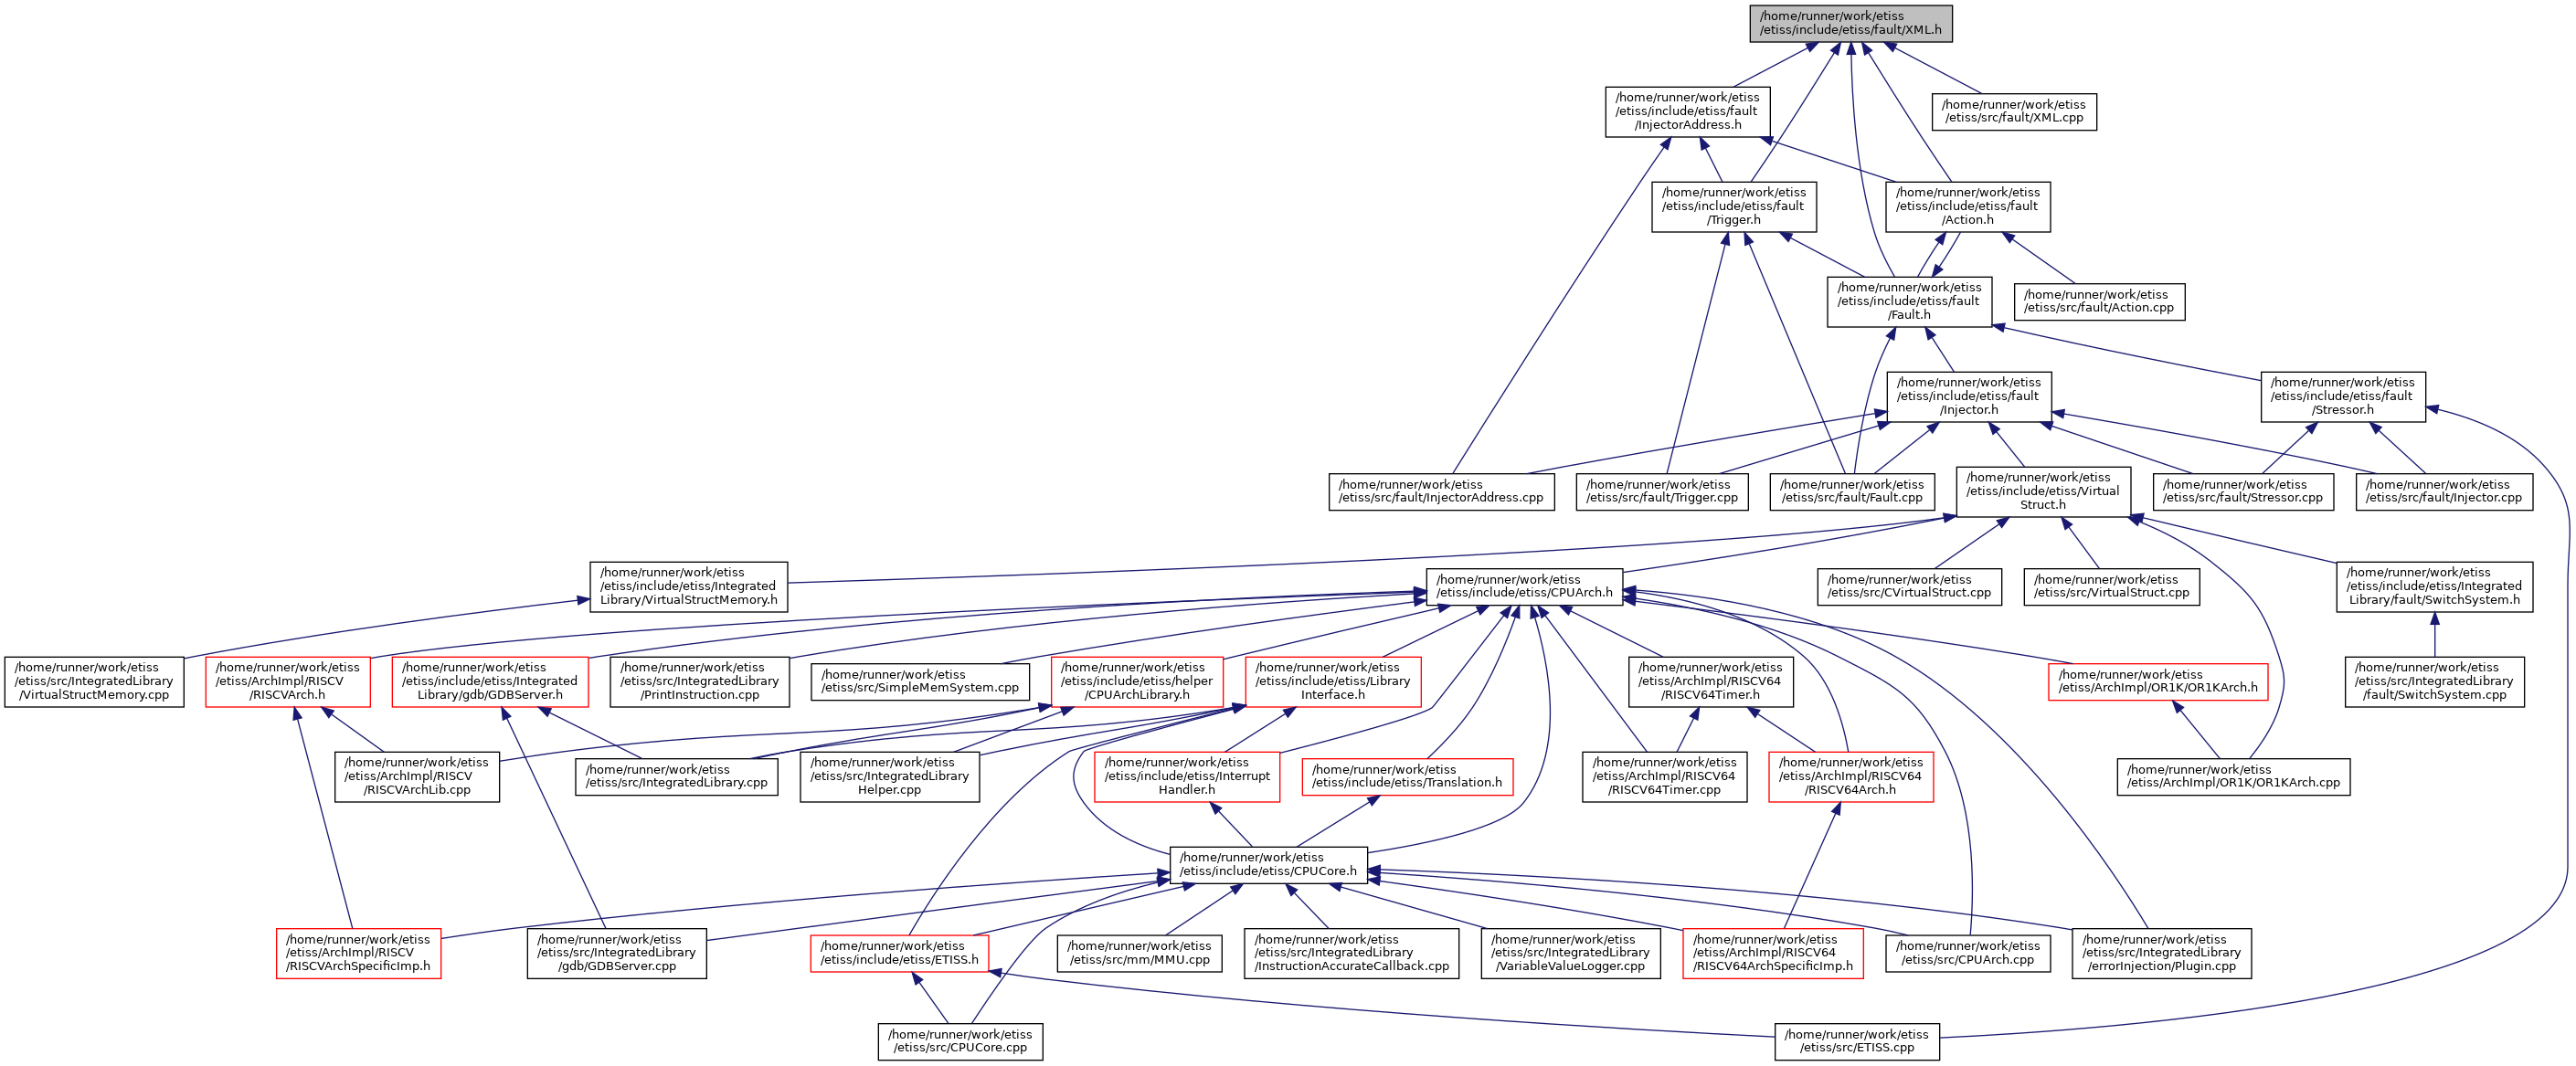 /home/runner/work/etiss
/etiss/include/etiss/fault/XML.h
/home/runner/work/etiss
/etiss/include/etiss/fault
/InjectorAddress.h
/home/runner/work/etiss
/etiss/src/fault/XML.cpp
/home/runner/work/etiss
/etiss/include/etiss/fault
/Trigger.h
/home/runner/work/etiss
/etiss/include/etiss/fault
/Action.h
/home/runner/work/etiss
/etiss/include/etiss/fault
/Fault.h
/home/runner/work/etiss
/etiss/src/fault/Action.cpp
/home/runner/work/etiss
/etiss/include/etiss/fault
/Injector.h
/home/runner/work/etiss
/etiss/include/etiss/fault
/Stressor.h
/home/runner/work/etiss
/etiss/src/fault/InjectorAddress.cpp
/home/runner/work/etiss
/etiss/src/fault/Trigger.cpp
/home/runner/work/etiss
/etiss/src/fault/Fault.cpp
/home/runner/work/etiss
/etiss/include/etiss/Virtual
Struct.h
/home/runner/work/etiss
/etiss/src/fault/Stressor.cpp
/home/runner/work/etiss
/etiss/src/fault/Injector.cpp
/home/runner/work/etiss
/etiss/include/etiss/Integrated
Library/VirtualStructMemory.h
/home/runner/work/etiss
/etiss/include/etiss/CPUArch.h
/home/runner/work/etiss
/etiss/src/CVirtualStruct.cpp
/home/runner/work/etiss
/etiss/src/VirtualStruct.cpp
/home/runner/work/etiss
/etiss/include/etiss/Integrated
Library/fault/SwitchSystem.h
/home/runner/work/etiss
/etiss/src/IntegratedLibrary
/VirtualStructMemory.cpp
/home/runner/work/etiss
/etiss/ArchImpl/RISCV
/RISCVArch.h
/home/runner/work/etiss
/etiss/include/etiss/Integrated
Library/gdb/GDBServer.h
/home/runner/work/etiss
/etiss/src/IntegratedLibrary
/PrintInstruction.cpp
/home/runner/work/etiss
/etiss/src/SimpleMemSystem.cpp
/home/runner/work/etiss
/etiss/include/etiss/helper
/CPUArchLibrary.h
/home/runner/work/etiss
/etiss/include/etiss/Library
Interface.h
/home/runner/work/etiss
/etiss/ArchImpl/RISCV64
/RISCV64Timer.h
/home/runner/work/etiss
/etiss/ArchImpl/OR1K/OR1KArch.h
/home/runner/work/etiss
/etiss/src/IntegratedLibrary
/fault/SwitchSystem.cpp
/home/runner/work/etiss
/etiss/ArchImpl/RISCV
/RISCVArchLib.cpp
/home/runner/work/etiss
/etiss/src/IntegratedLibrary.cpp
/home/runner/work/etiss
/etiss/src/IntegratedLibrary
Helper.cpp
/home/runner/work/etiss
/etiss/include/etiss/Interrupt
Handler.h
/home/runner/work/etiss
/etiss/include/etiss/Translation.h
/home/runner/work/etiss
/etiss/ArchImpl/RISCV64
/RISCV64Timer.cpp
/home/runner/work/etiss
/etiss/ArchImpl/RISCV64
/RISCV64Arch.h
/home/runner/work/etiss
/etiss/ArchImpl/OR1K/OR1KArch.cpp
/home/runner/work/etiss
/etiss/include/etiss/CPUCore.h
/home/runner/work/etiss
/etiss/ArchImpl/RISCV
/RISCVArchSpecificImp.h
/home/runner/work/etiss
/etiss/src/IntegratedLibrary
/gdb/GDBServer.cpp
/home/runner/work/etiss
/etiss/include/etiss/ETISS.h
/home/runner/work/etiss
/etiss/src/mm/MMU.cpp
/home/runner/work/etiss
/etiss/src/IntegratedLibrary
/InstructionAccurateCallback.cpp
/home/runner/work/etiss
/etiss/src/IntegratedLibrary
/VariableValueLogger.cpp
/home/runner/work/etiss
/etiss/ArchImpl/RISCV64
/RISCV64ArchSpecificImp.h
/home/runner/work/etiss
/etiss/src/CPUArch.cpp
/home/runner/work/etiss
/etiss/src/IntegratedLibrary
/errorInjection/Plugin.cpp
/home/runner/work/etiss
/etiss/src/CPUCore.cpp
/home/runner/work/etiss
/etiss/src/ETISS.cpp